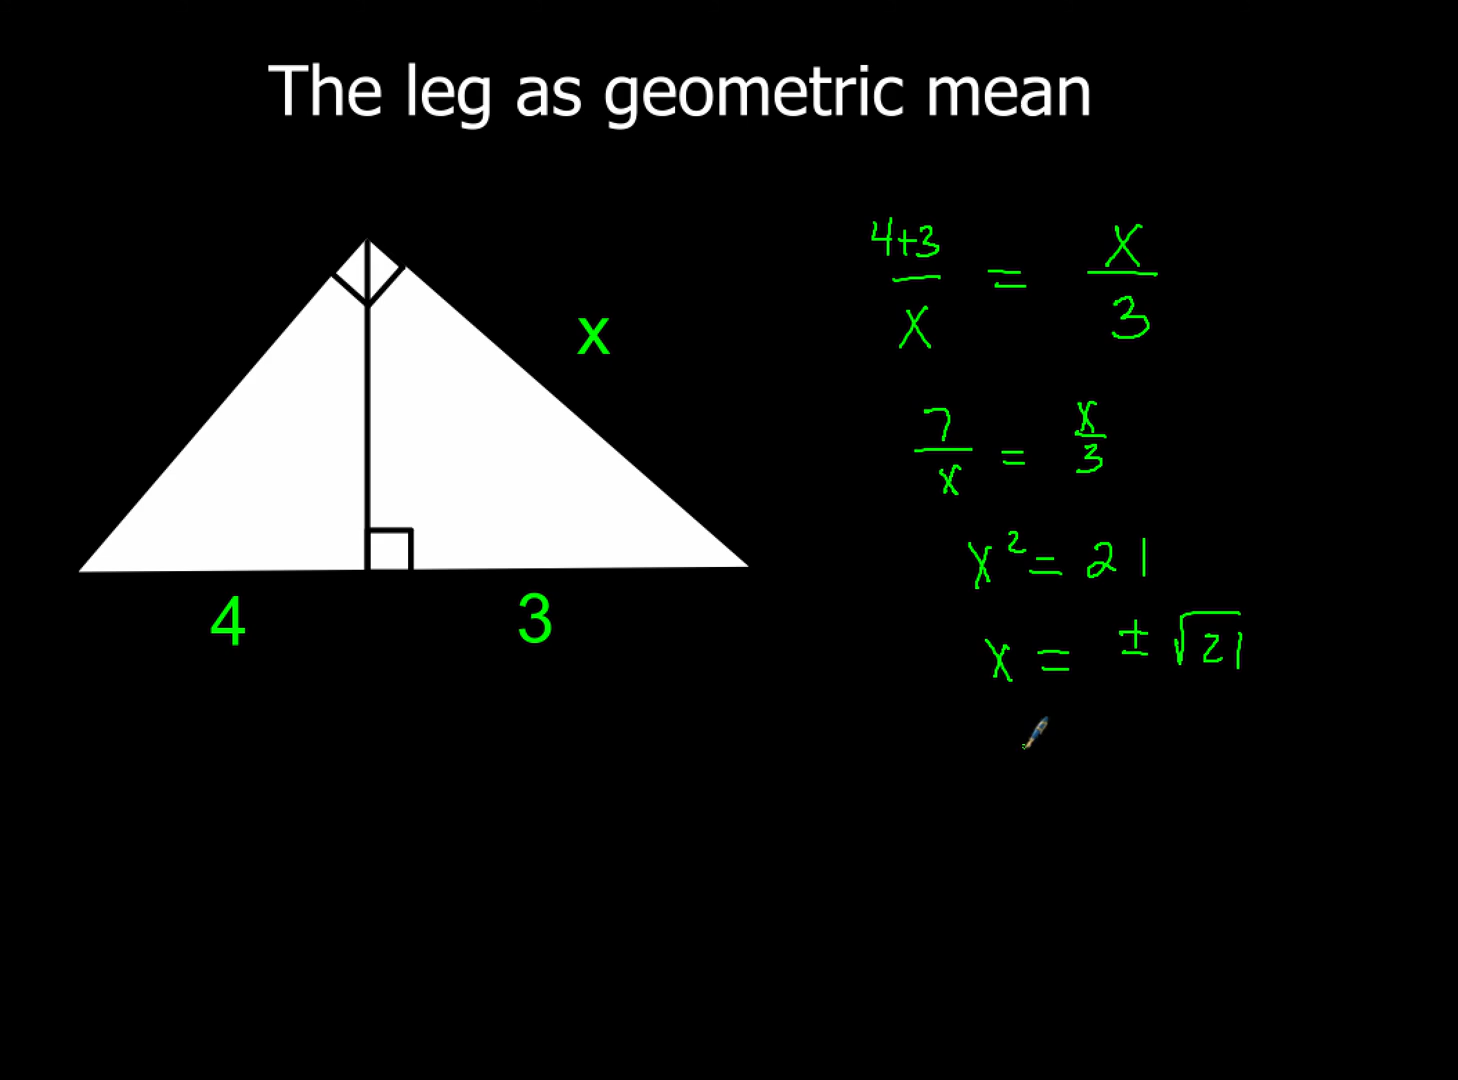 The leg as geometric mean
4+3/x = x/3
x
7/x = x/3
x² = 21
x = ± √21
4 3